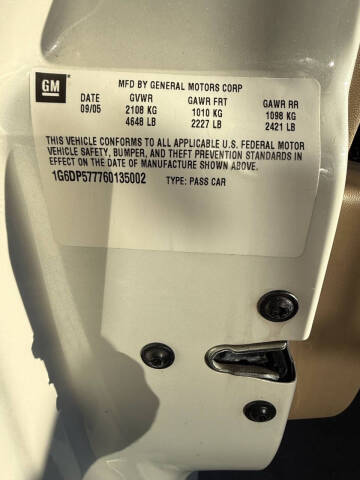 GM
MFD BY GENERAL MOTORS CORP
DATE GVWR GAWR FRT GAWR RR
09/05 2108 KG 1010 KG 1098 KG
4648 LB 2227 LB 2421 LB
THIS VEHICLE CONFORMS TO ALL APPLICABLE U.S. FEDERAL MOTOR
VEHICLE SAFETY, BUMPER, AND THEFT PREVENTION STANDARDS IN
EFFECT ON THE DATE OF MANUFACTURE SHOWN ABOVE.
1G6DP577760135002 TYPE: PASS CAR